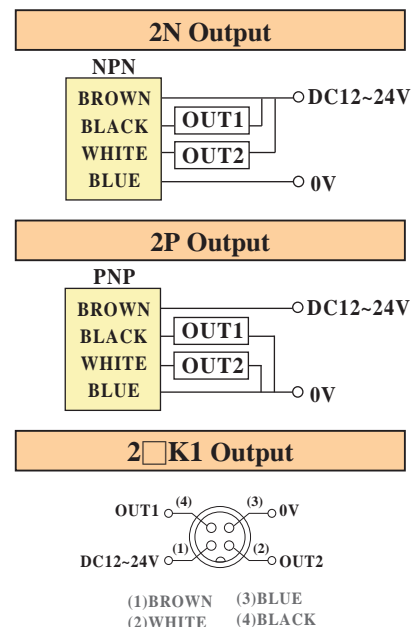 2N Output
NPN
BROWN DC12~24V
BLACK OUT1
WHITE OUT2
BLUE 0V
2P Output
PNP
BROWN DC12~24V
BLACK OUT1
WHITE OUT2
BLUE 0V
2□K1 Output
OUT1 (4) (3) 0V
DC12~24V (1) (2) OUT2
(1)BROWN (3)BLUE
(2)WHITE (4)BLACK